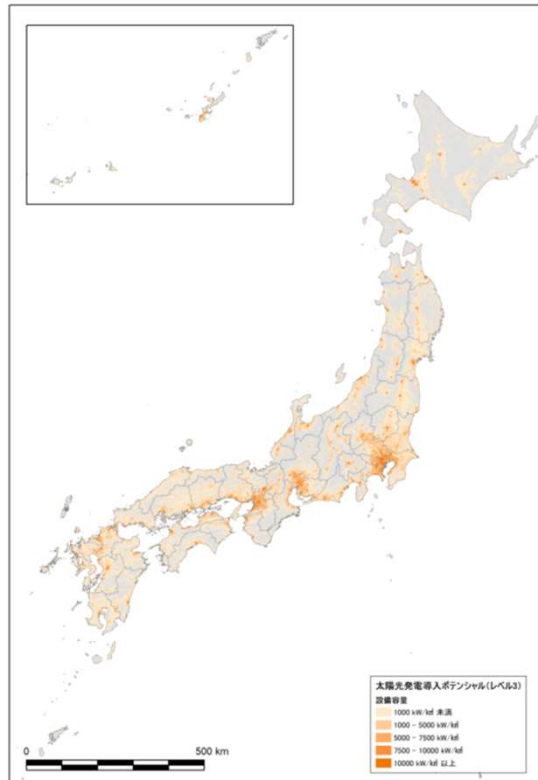 0
500 km
太陽光発電導入ポテンシャル(レベル3)
設備容量
1000 kW/k㎡ 未満
1000 - 5000 kW/k㎡
5000 - 7500 kW/k㎡
7500 - 10000 kW/k㎡
10000 kW/k㎡ 以上